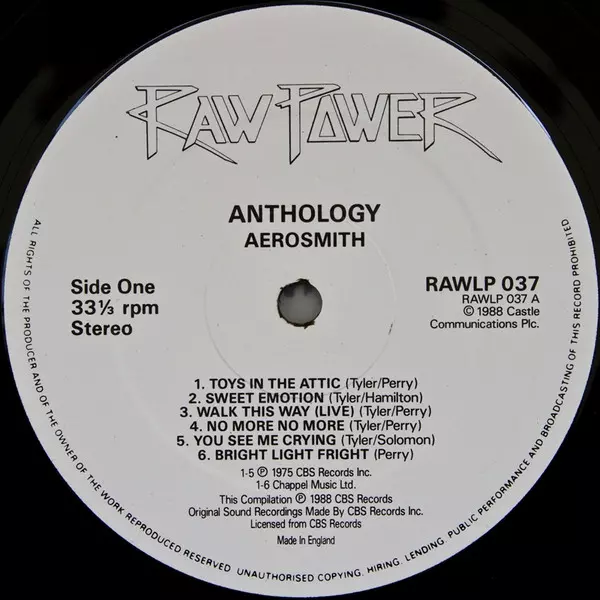 RAW POWER
ANTHOLOGY
AEROSMITH
Side One
33⅓ rpm
Stereo
RAWLP 037
RAWLP 037 A
© 1988 Castle
Communications Plc.
1. TOYS IN THE ATTIC (Tyler/Perry)
2. SWEET EMOTION (Tyler/Hamilton)
3. WALK THIS WAY (LIVE) (Tyler/Perry)
4. NO MORE NO MORE (Tyler/Perry)
5. YOU SEE ME CRYING (Tyler/Solomon)
6. BRIGHT LIGHT FRIGHT (Perry)
1-5 ℗ 1975 CBS Records Inc.
1-6 Chappel Music Ltd.
This Compilation ℗ 1988 CBS Records
Original Sound Recordings Made By CBS Records Inc.
Licensed from CBS Records
Made in England
ALL RIGHTS OF THE PRODUCER AND OF THE OWNER OF THE WORK REPRODUCED RESERVED. UNAUTHORISED COPYING, HIRING, LENDING, PUBLIC PERFORMANCE AND BROADCASTING OF THIS RECORD PROHIBITED